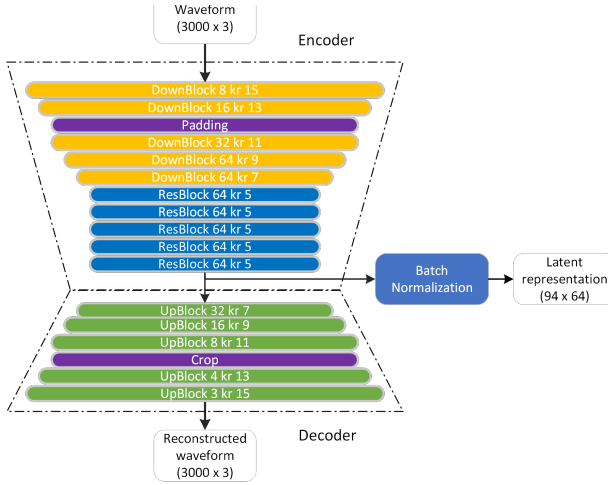 Waveform
(3000 x 3)
Encoder
DownBlock 8 kr 15
DownBlock 16 kr 13
Padding
DownBlock 32 kr 11
DownBlock 64 kr 9
DownBlock 64 kr 7
ResBlock 64 kr 5
ResBlock 64 kr 5
ResBlock 64 kr 5
ResBlock 64 kr 5
ResBlock 64 kr 5
Batch
Normalization
Latent
representation
(94 x 64)
UpBlock 32 kr 7
UpBlock 16 kr 9
UpBlock 8 kr 11
Crop
UpBlock 4 kr 13
UpBlock 3 kr 15
Decoder
Reconstructed
waveform
(3000 x 3)